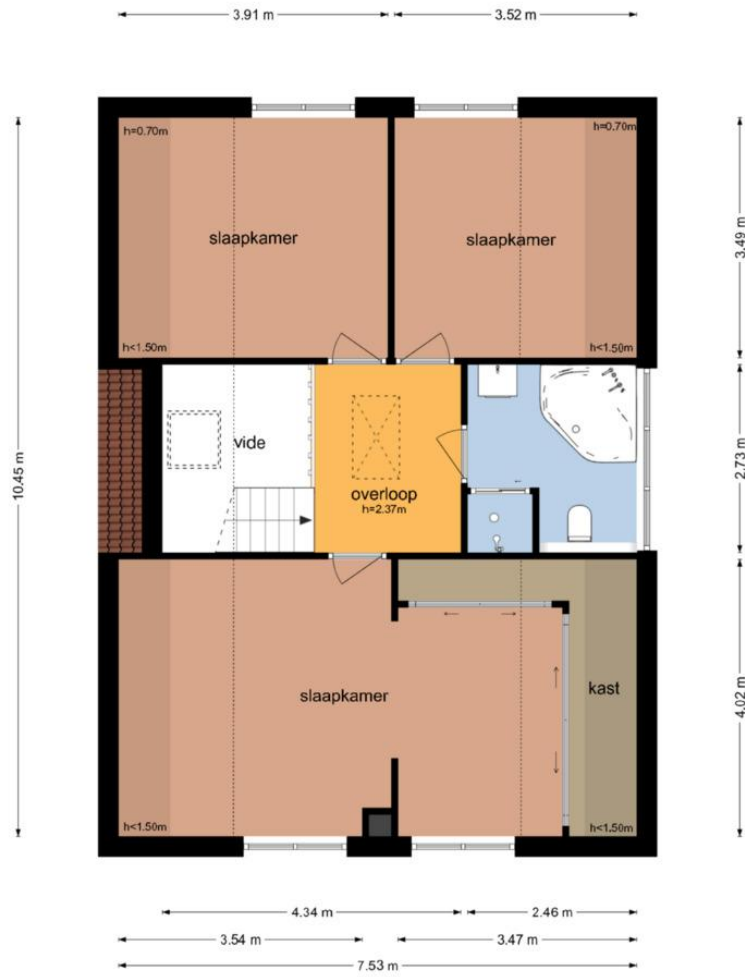 3.91 m
3.52 m
h=0.70m
h=0.70m
slaapkamer
slaapkamer
3.49 m
h<1.50m
h<1.50m
vide
overloop
h=2.37m
2.73 m
10.45 m
slaapkamer
kast
4.02 m
h<1.50m
h<1.50m
4.34 m
2.46 m
3.54 m
3.47 m
7.53 m